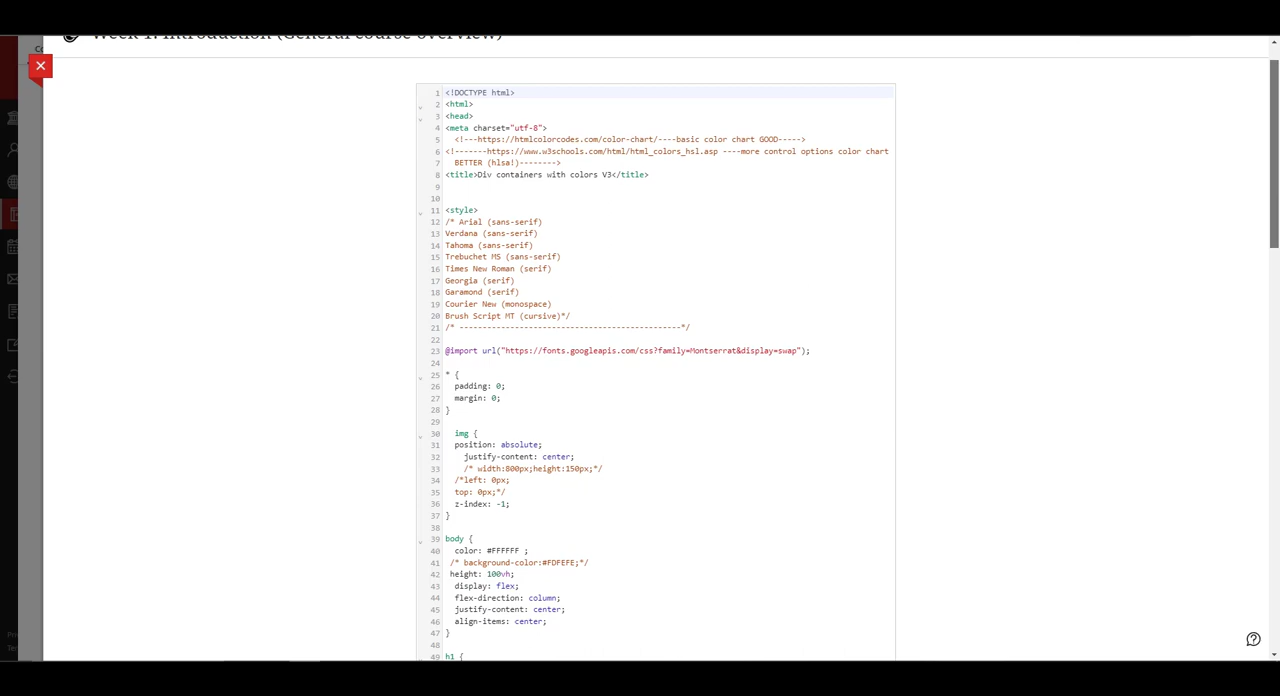 Week 1: Introduction (General course overview)
1 <!DOCTYPE html>
2 <html>
3 <head>
4 <meta charset="utf-8">
5 <!---https://htmlcolorcodes.com/color-chart/----basic color chart GOOD----->
6 <!-------https://www.w3schools.com/html/html_colors_hsl.asp ----more control options color chart
7 BETTER (hlsa!)-------->
8 <title>Div containers with colors V3</title>
9
10
11 <style>
12 /* Arial (sans-serif)
13 Verdana (sans-serif)
14 Tahoma (sans-serif)
15 Trebuchet MS (sans-serif)
16 Times New Roman (serif)
17 Georgia (serif)
18 Garamond (serif)
19 Courier New (monospace)
20 Brush Script MT (cursive)*/
21 /* ------------------------------------------------*/
22
23 @import url("https://fonts.googleapis.com/css?family=Montserrat&display=swap");
24
25 * {
26 padding: 0;
27 margin: 0;
28 }
29
30 img {
31 position: absolute;
32 justify-content: center;
33 /* width:800px;height:150px;*/
34 /*left: 0px;
35 top: 0px;*/
36 z-index: -1;
37 }
38
39 body {
40 color: #FFFFFF ;
41 /* background-color:#FDFEFE;*/
42 height: 100vh;
43 display: flex;
44 flex-direction: column;
45 justify-content: center;
46 align-items: center;
47 }
48
49 h1 {